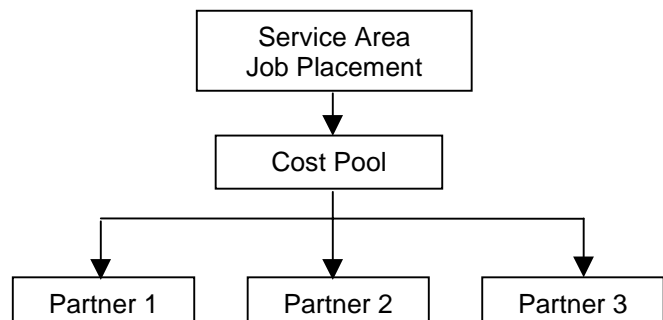 Service Area
Job Placement
Cost Pool
Partner 1
Partner 2
Partner 3